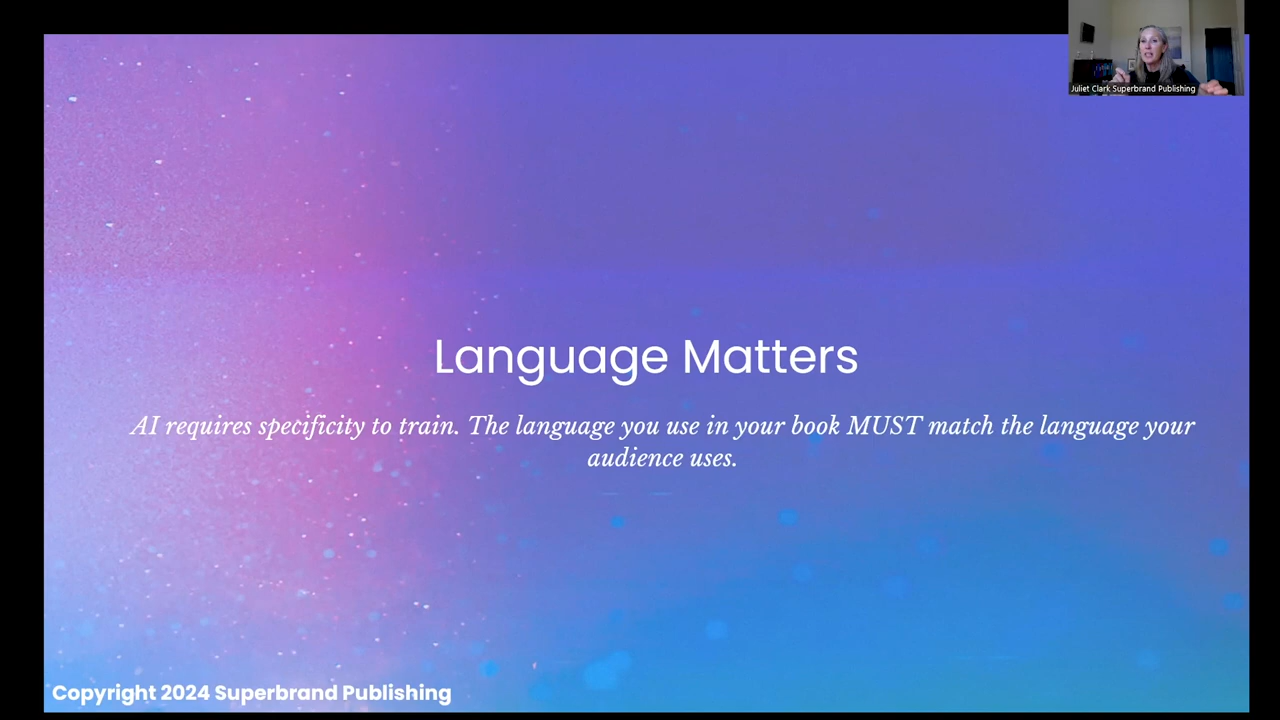 Juliet Clark Superbrand Publishing
Language Matters
AI requires specificity to train. The language you use in your book MUST match the language your
audience uses.
Copyright 2024 Superbrand Publishing